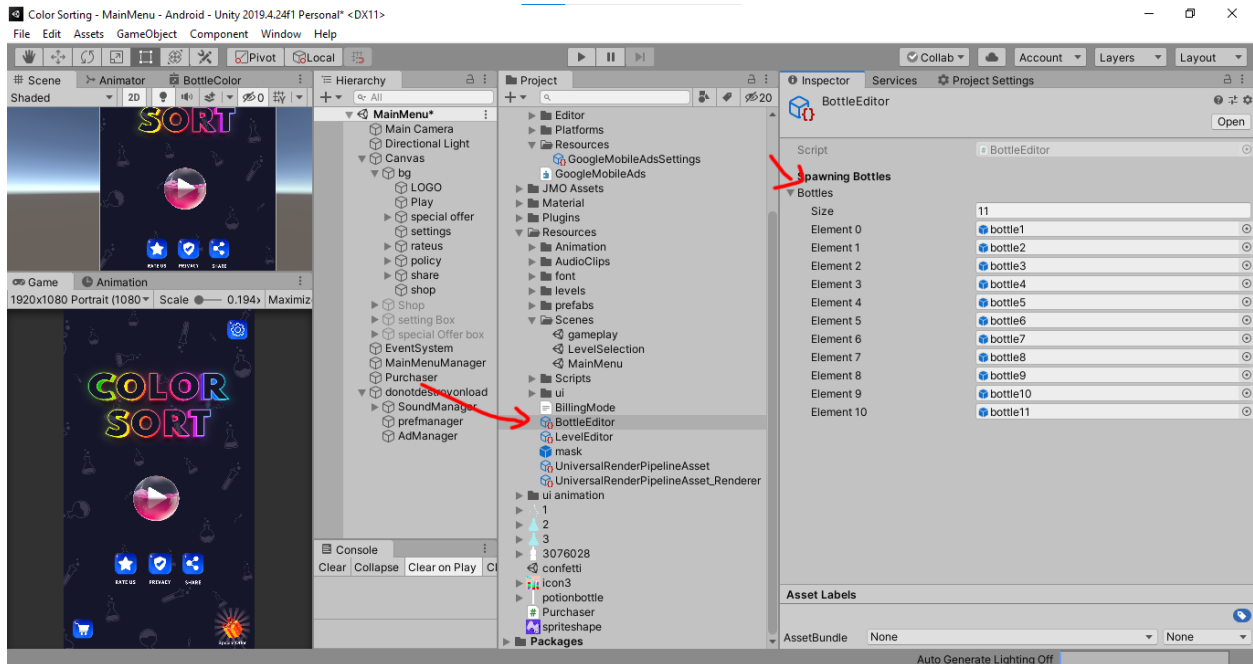 Color Sorting - MainMenu - Android - Unity 2019.4.24f1 Personal* <DX11>
File Edit Assets GameObject Component Window Help
Pivot Local Collab Account Layers Layout
Scene Animator BottleColor
Shaded 2D 0
SORT
RATE US PRIVACY SHARE
Game Animation
1920x1080 Portrait (1080 Scale 0.194x Maximiz
COLOR
SORT
RATE US PRIVACY SHARE
Hierarchy
All
MainMenu*
Main Camera
Directional Light
Canvas
bg
LOGO
Play
special offer
settings
rateus
policy
share
shop
Shop
setting Box
special Offer box
EventSystem
MainMenuManager
Purchaser
donotdestroyonload
SoundManager
prefmanager
AdManager
Console
Clear Collapse Clear on Play
Project
20
Editor
Platforms
Resources
GoogleMobileAdsSettings
GoogleMobileAds
JMO Assets
Material
Plugins
Resources
Animation
AudioClips
font
levels
prefabs
Scenes
gameplay
LevelSelection
MainMenu
Scripts
ui
BillingMode
BottleEditor
LevelEditor
mask
UniversalRenderPipelineAsset
UniversalRenderPipelineAsset_Renderer
ui animation
1
2
3
3076028
confetti
icon3
potionbottle
Purchaser
spriteshape
Packages
Inspector Services Project Settings
BottleEditor
Open
Script BottleEditor
Spawning Bottles
Bottles
Size 11
Element 0 bottle1
Element 1 bottle2
Element 2 bottle3
Element 3 bottle4
Element 4 bottle5
Element 5 bottle6
Element 6 bottle7
Element 7 bottle8
Element 8 bottle9
Element 9 bottle10
Element 10 bottle11
Asset Labels
AssetBundle None None
Auto Generate Lighting Off